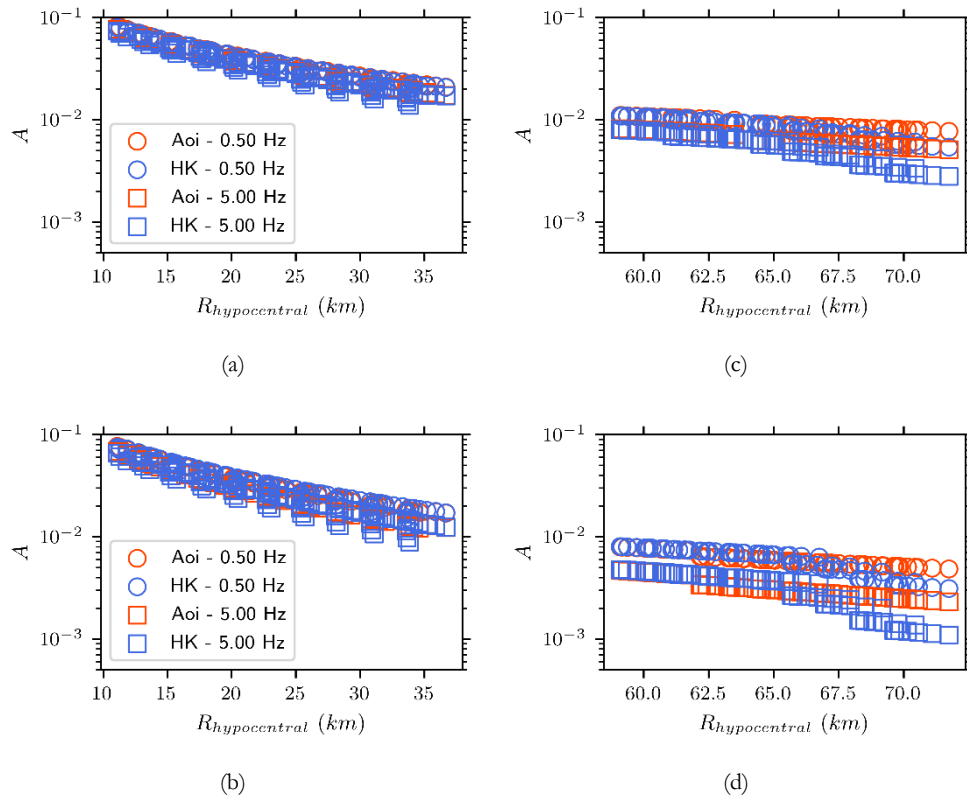 10⁻¹
10⁻²
10⁻³
A
Aoi - 0.50 Hz
HK - 0.50 Hz
Aoi - 5.00 Hz
HK - 5.00 Hz
10 15 20 25 30 35
R_hypocentral (km)
(a)
10⁻¹
10⁻²
10⁻³
A
60.0 62.5 65.0 67.5 70.0
R_hypocentral (km)
(c)
10⁻¹
10⁻²
10⁻³
A
Aoi - 0.50 Hz
HK - 0.50 Hz
Aoi - 5.00 Hz
HK - 5.00 Hz
10 15 20 25 30 35
R_hypocentral (km)
(b)
10⁻¹
10⁻²
10⁻³
A
60.0 62.5 65.0 67.5 70.0
R_hypocentral (km)
(d)